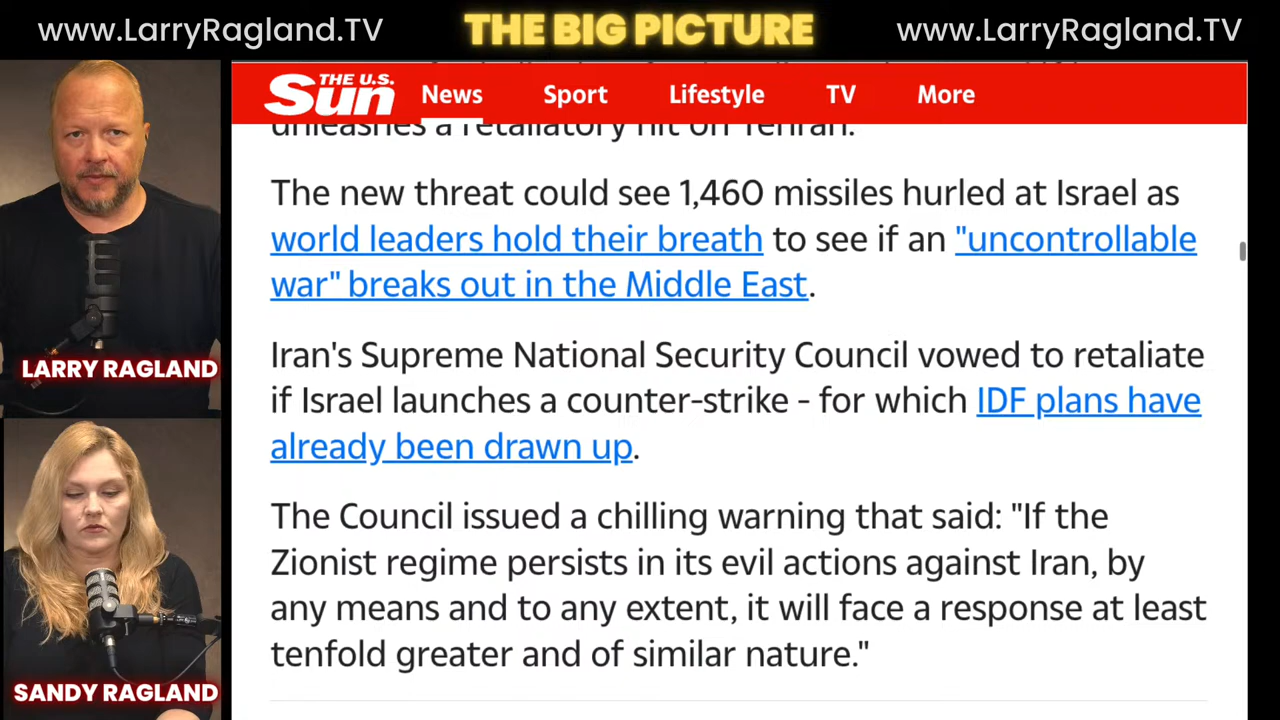 www.LarryRagland.TV
THE BIG PICTURE
www.LarryRagland.TV
THE U.S.
Sun
News
Sport
Lifestyle
TV
More
unleashes a retaliatory hit on Tehran.
The new threat could see 1,460 missiles hurled at Israel as
world leaders hold their breath to see if an "uncontrollable
war" breaks out in the Middle East.
Iran's Supreme National Security Council vowed to retaliate
if Israel launches a counter-strike - for which IDF plans have
already been drawn up.
The Council issued a chilling warning that said: "If the
Zionist regime persists in its evil actions against Iran, by
any means and to any extent, it will face a response at least
tenfold greater and of similar nature."
LARRY RAGLAND
SANDY RAGLAND